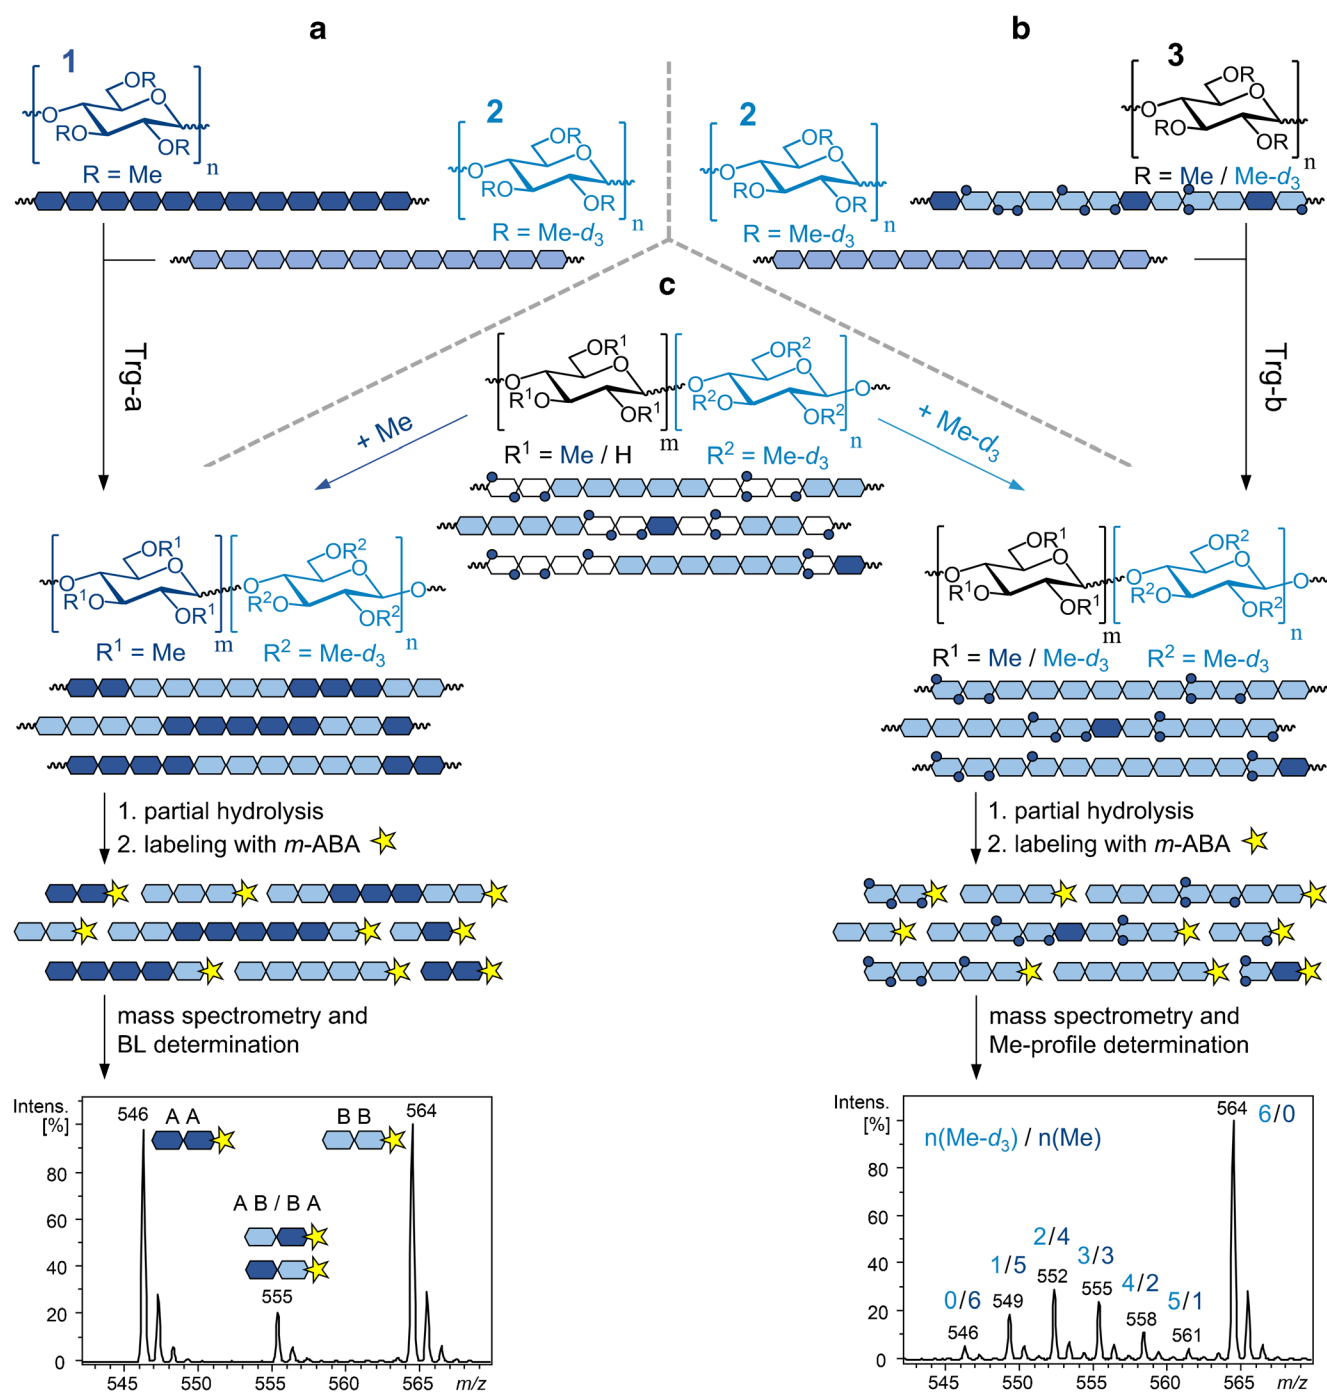 a
b
1
OR
O
O
RO
OR
n
R = Me
2
OR
O
O
RO
OR
n
R = Me-d3
2
OR
O
O
RO
OR
n
R = Me-d3
3
OR
O
O
RO
OR
n
R = Me / Me-d3
Trg-a
Trg-b
c
OR1
O
O
R1O
OR1
m
OR2
O
O
R2O
OR2
O
n
R1 = Me / H
R2 = Me-d3
+ Me
+ Me-d3
OR1
O
O
R1O
OR1
m
OR2
O
O
R2O
OR2
O
n
R1 = Me
R2 = Me-d3
OR1
O
O
R1O
OR1
m
OR2
O
O
R2O
OR2
O
n
R1 = Me / Me-d3
R2 = Me-d3
1. partial hydrolysis
2. labeling with m-ABA
1. partial hydrolysis
2. labeling with m-ABA
mass spectrometry and
BL determination
mass spectrometry and
Me-profile determination
Intens.
[%]
546
A A
B B
564
A B / B A
555
80
60
40
20
0
545
550
555
560
565
m/z
Intens.
[%]
564
6/0
n(Me-d3) / n(Me)
2/4
552
3/3
555
1/5
549
4/2
558
0/6
546
5/1
561
80
60
40
20
0
545
550
555
560
565
m/z